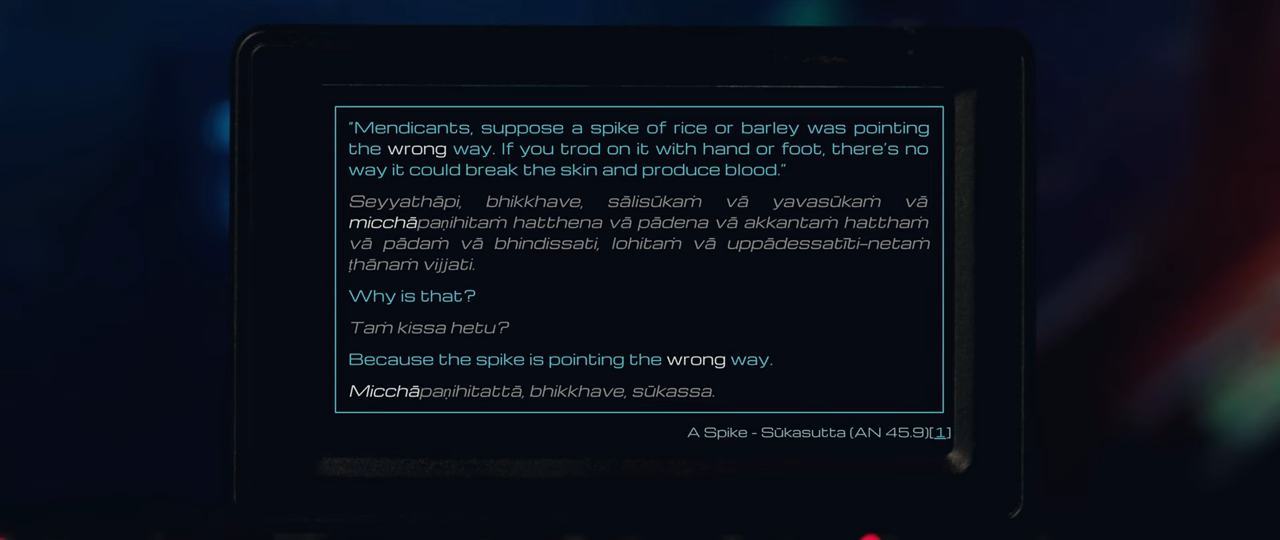 "Mendicants, suppose a spike of rice or barley was pointing
the wrong way. If you trod on it with hand or foot, there's no
way it could break the skin and produce blood."
Seyyathāpi, bhikkhave, sālisūkaṁ vā yavasūkaṁ vā
micchāpaṇihitaṁ hatthena vā pādena vā akkantaṁ hatthaṁ
vā pādaṁ vā bhindissati, lohitaṁ vā uppādessatīti-netaṁ
ṭhānaṁ vijjati.
Why is that?
Taṁ kissa hetu?
Because the spike is pointing the wrong way.
Micchāpaṇihitattā, bhikkhave, sūkassa.
A Spike - Sūkasutta (AN 45.9)[1]